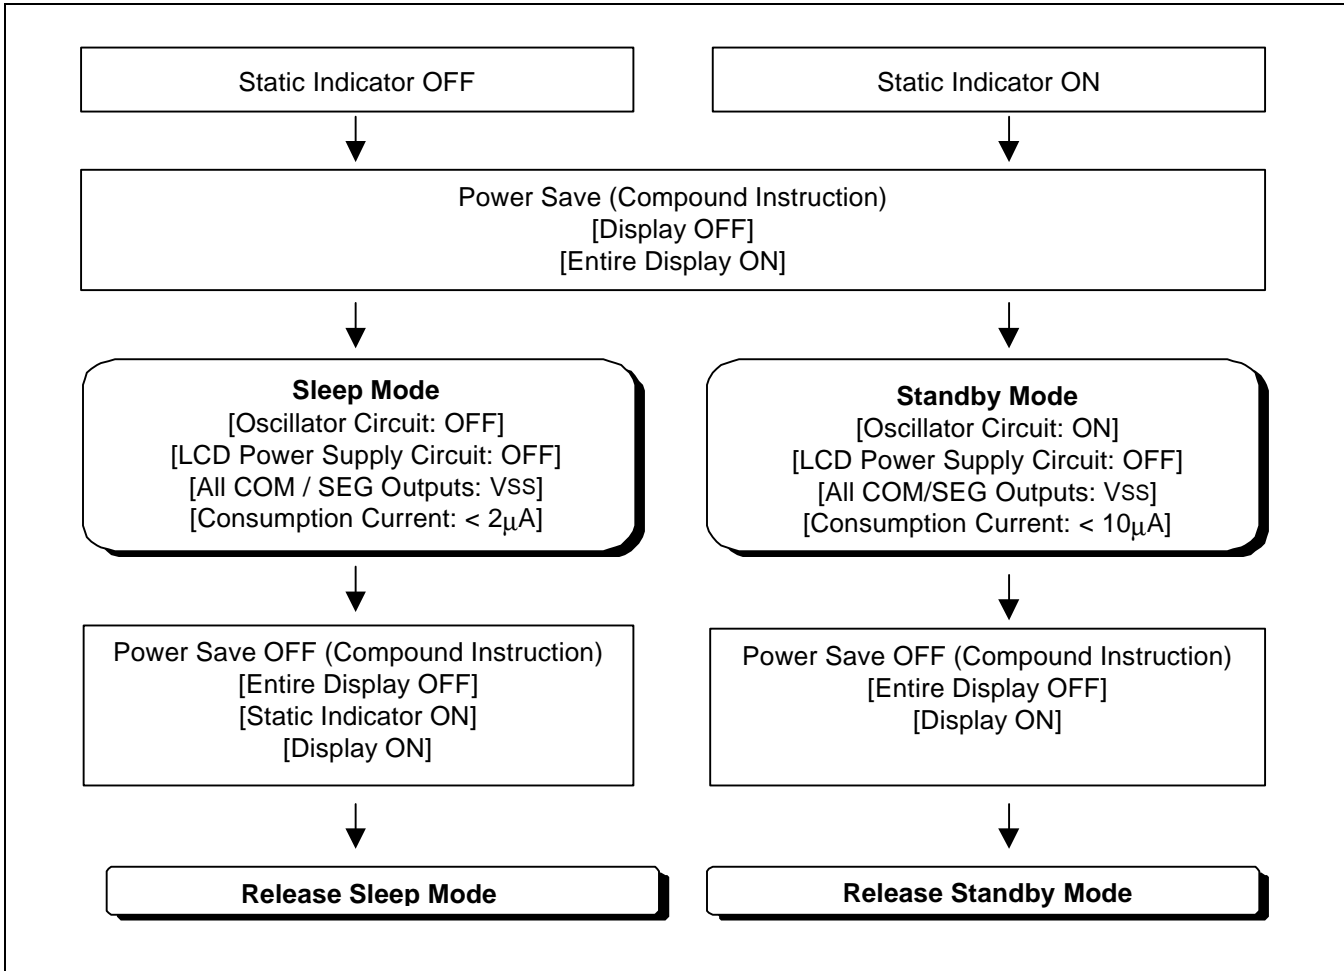 Static Indicator OFF
Static Indicator ON
Power Save (Compound Instruction)
[Display OFF]
[Entire Display ON]
Sleep Mode
[Oscillator Circuit: OFF]
[LCD Power Supply Circuit: OFF]
[All COM / SEG Outputs: VSS]
[Consumption Current: < 2μA]
Standby Mode
[Oscillator Circuit: ON]
[LCD Power Supply Circuit: OFF]
[All COM/SEG Outputs: VSS]
[Consumption Current: < 10μA]
Power Save OFF (Compound Instruction)
[Entire Display OFF]
[Static Indicator ON]
[Display ON]
Power Save OFF (Compound Instruction)
[Entire Display OFF]
[Display ON]
Release Sleep Mode
Release Standby Mode